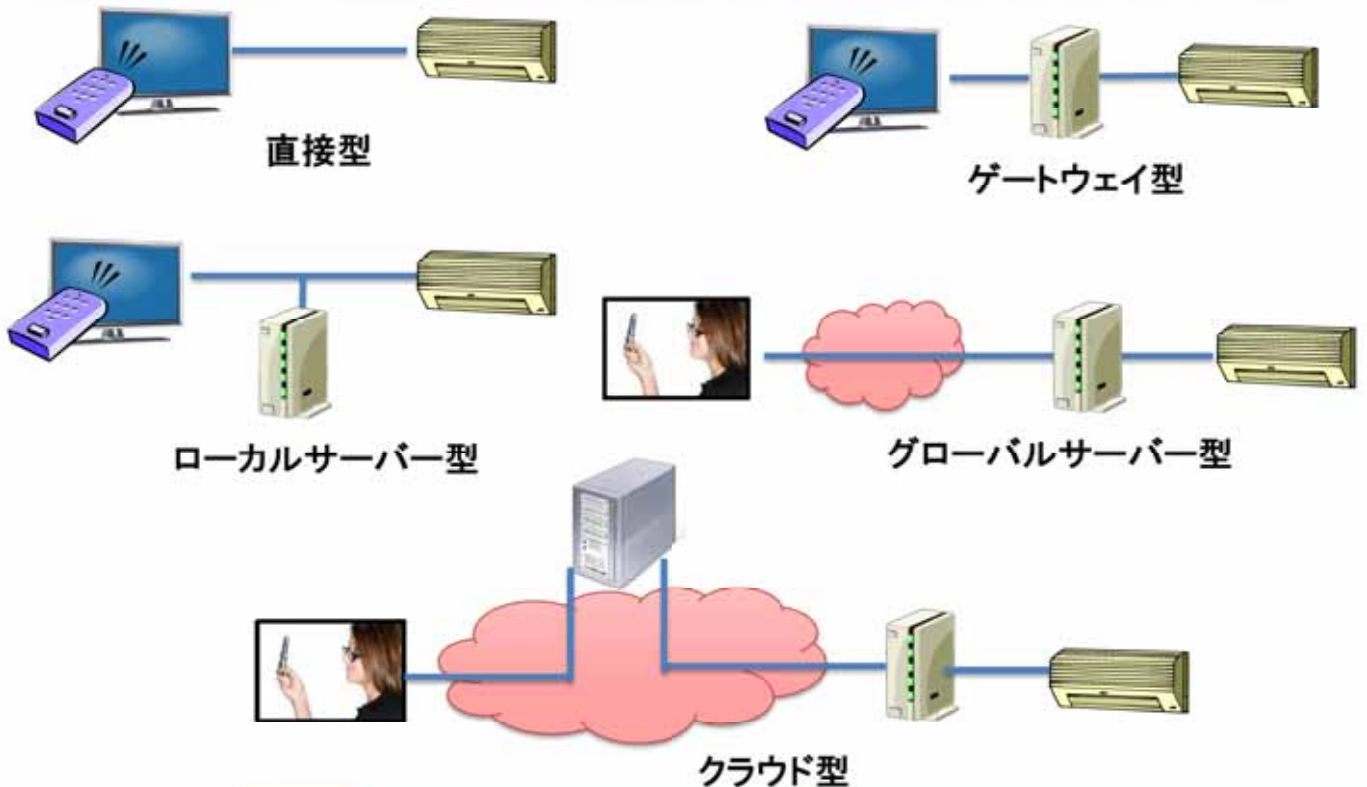 直接型
ゲートウェイ型
ローカルサーバー型
グローバルサーバー型
クラウド型